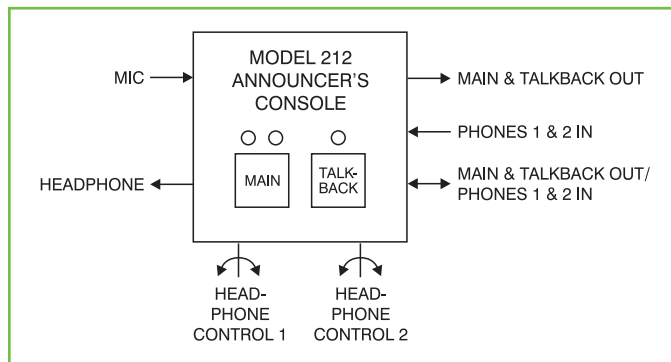 MODEL 212
ANNOUNCER'S
CONSOLE
MIC
MAIN & TALKBACK OUT
PHONES 1 & 2 IN
HEADPHONE
MAIN
TALK-
BACK
MAIN & TALKBACK OUT/
PHONES 1 & 2 IN
HEAD-
PHONE
CONTROL 1
HEAD-
PHONE
CONTROL 2